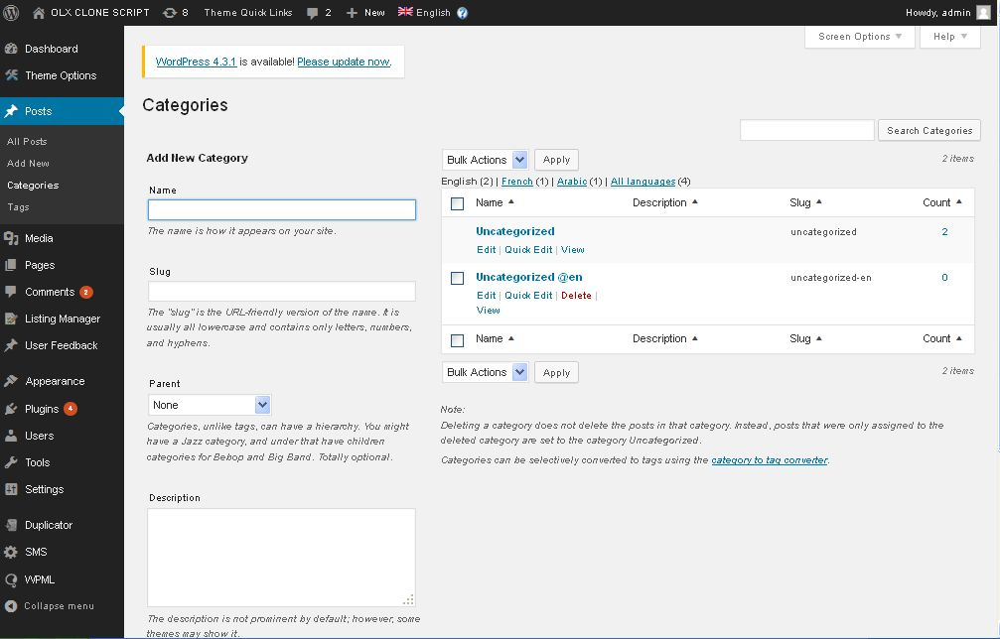 OLX CLONE SCRIPT 8 Theme Quick Links 2 New English Howdy, admin
Screen Options Help
Dashboard
Theme Options
Posts
All Posts
Add New
Categories
Tags
Media
Pages
Comments 2
Listing Manager
User Feedback
Appearance
Plugins 4
Users
Tools
Settings
Duplicator
SMS
WPML
Collapse menu
WordPress 4.3.1 is available! Please update now.
Categories
Search Categories
Add New Category
Name
The name is how it appears on your site.
Slug
The "slug" is the URL-friendly version of the name. It is
usually all lowercase and contains only letters, numbers,
and hyphens.
Parent
None
Categories, unlike tags, can have a hierarchy. You might
have a Jazz category, and under that have children
categories for Bebop and Big Band. Totally optional.
Description
The description is not prominent by default; however, some
themes may show it.
Bulk Actions Apply 2 items
English (2) | French (1) | Arabic (1) | All languages (4)
Name Description Slug Count
Uncategorized uncategorized 2
Edit | Quick Edit | View
Uncategorized @en uncategorized-en 0
Edit | Quick Edit | Delete |
View
Name Description Slug Count
Bulk Actions Apply 2 items
Note:
Deleting a category does not delete the posts in that category. Instead, posts that were only assigned to the
deleted category are set to the category Uncategorized.
Categories can be selectively converted to tags using the category to tag converter.